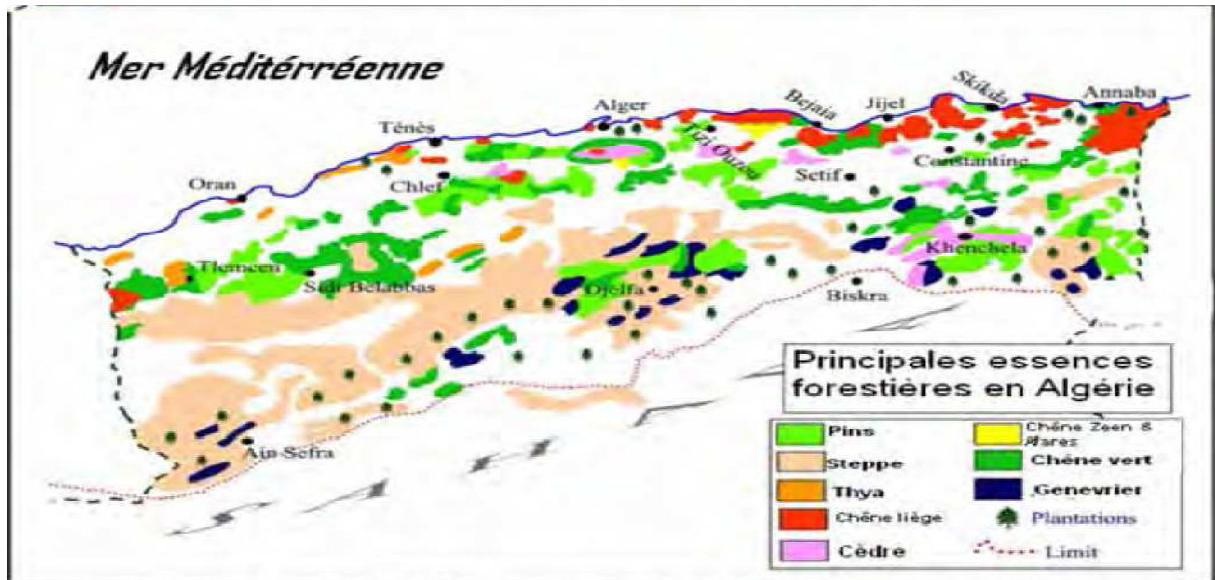 Mer Méditérréenne
Skikda
Annaba
Jijel
Bejaia
Alger
Ténès
Tizi Ouzou
Constantine
Setif
Chlef
Oran
Khenchela
Tlemcen
Sidi Belabbas
Djelfa
Biskra
Ain Sefra
Principales essences
forestières en Algérie
Pins
Chêne Zeen &
Afares
Steppe
Chêne vert
Thya
Genevrier
Chêne liège
Plantations
Cèdre
Limit